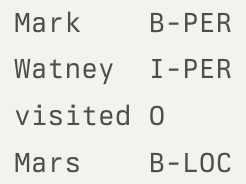 Mark B-PER
Watney I-PER
visited O
Mars B-LOC